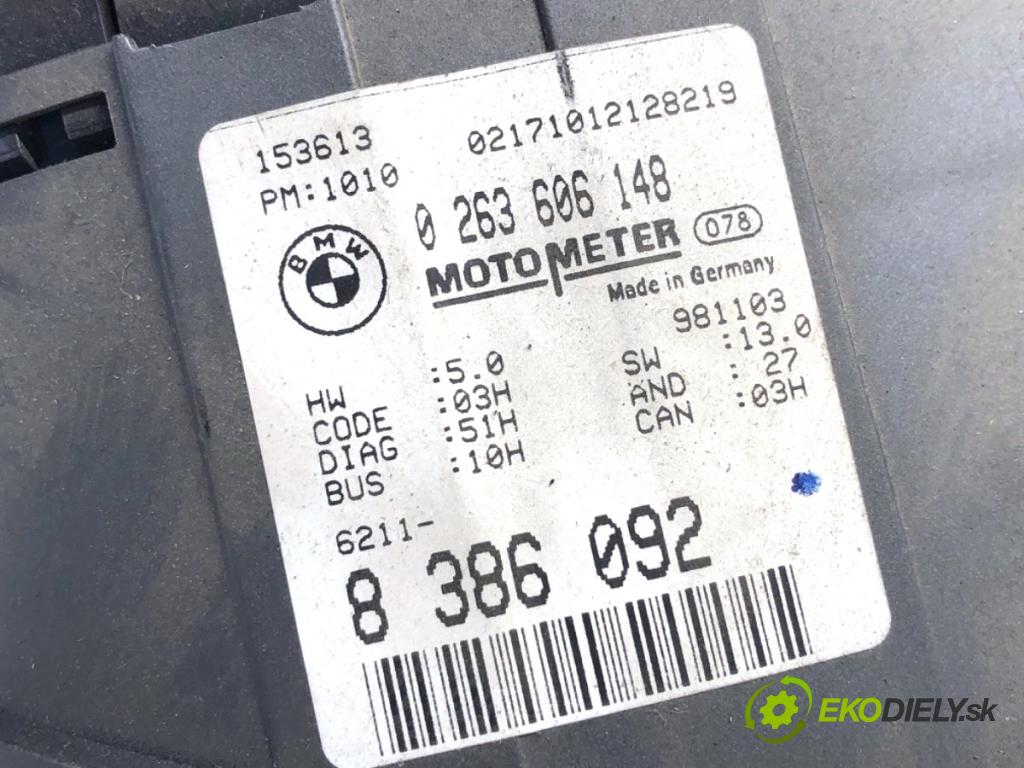 153613 02171012128219
PM:1010 0 263 606 148
BMW
MOTOMETER 078
Made in Germany
981103
HW :5.0 SW :13.0
CODE :03H AND : 27
DIAG :51H CAN :03H
BUS :10H
6211-
8 386 092
EKODIELY.sk